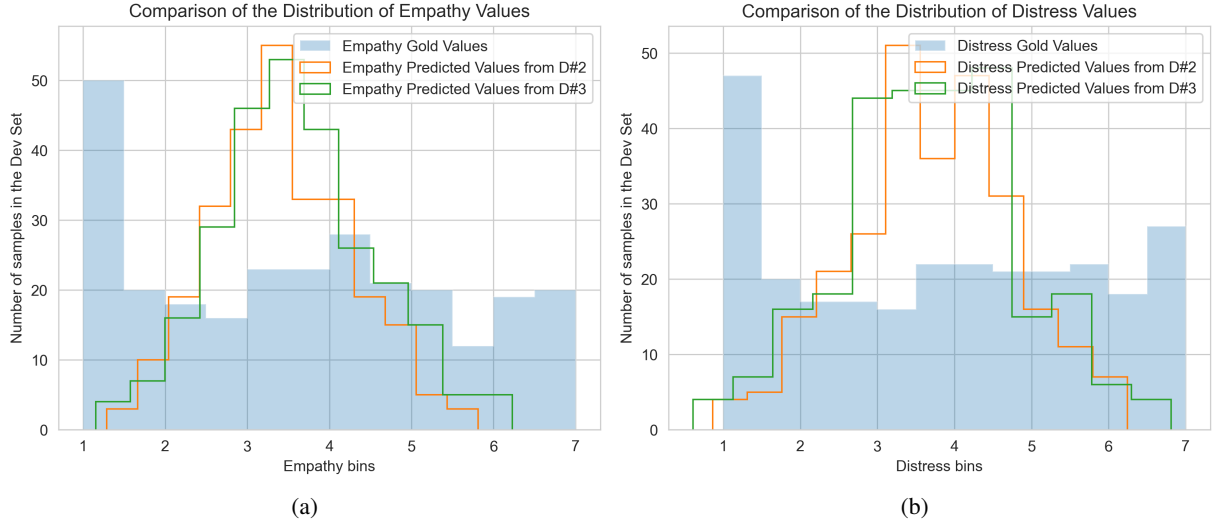 Comparison of the Distribution of Empathy Values
Empathy Gold Values
Empathy Predicted Values from D#2
Empathy Predicted Values from D#3
Number of samples in the Dev Set
50
40
30
20
10
0
1 2 3 4 5 6 7
Empathy bins
(a)
Comparison of the Distribution of Distress Values
Distress Gold Values
Distress Predicted Values from D#2
Distress Predicted Values from D#3
Number of samples in the Dev Set
50
40
30
20
10
0
1 2 3 4 5 6 7
Distress bins
(b)